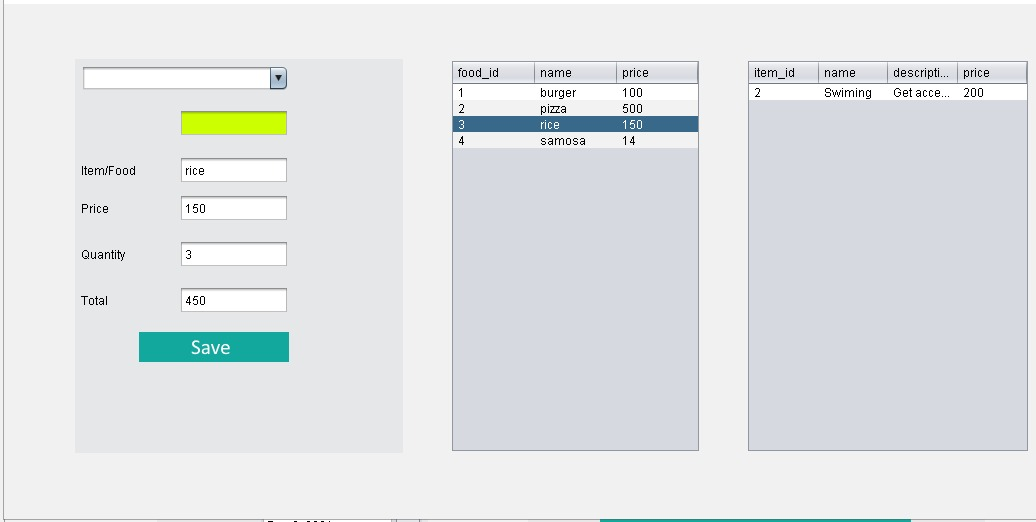 Item/Food rice
Price 150
Quantity 3
Total 450
Save
food_id name price
1 burger 100
2 pizza 500
3 rice 150
4 samosa 14
item_id name descripti... price
2 Swiming Get acce... 200